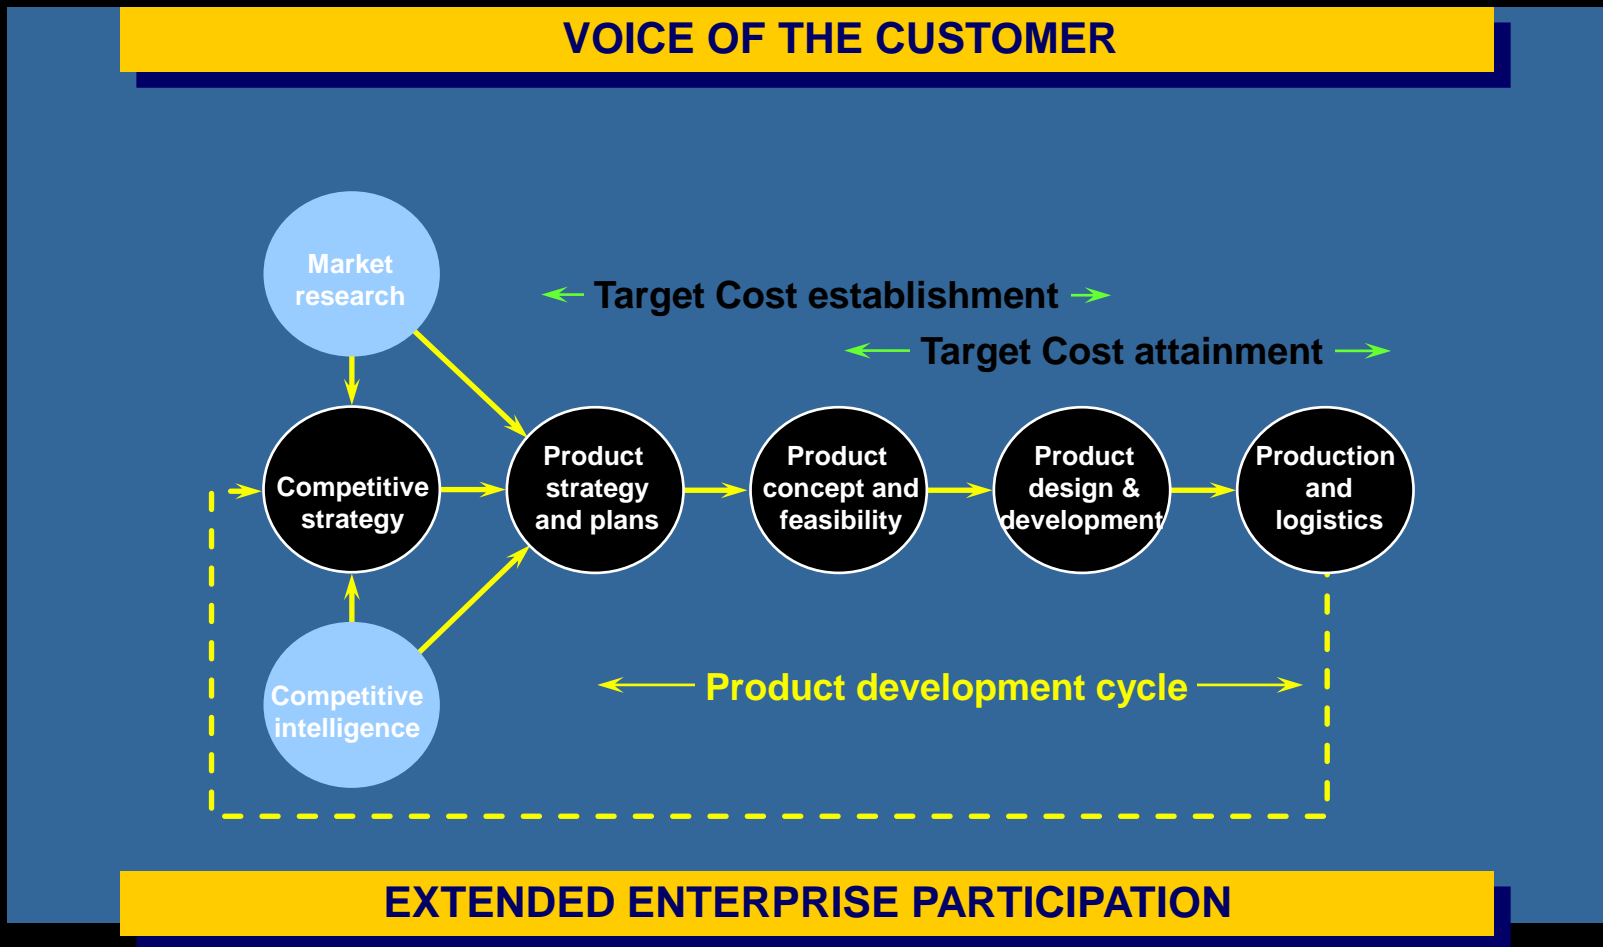 VOICE OF THE CUSTOMER
Market
research
Target Cost establishment
Target Cost attainment
Competitive
strategy
Product
strategy
and plans
Product
concept and
feasibility
Product
design &
development
Production
and
logistics
Competitive
intelligence
Product development cycle
EXTENDED ENTERPRISE PARTICIPATION